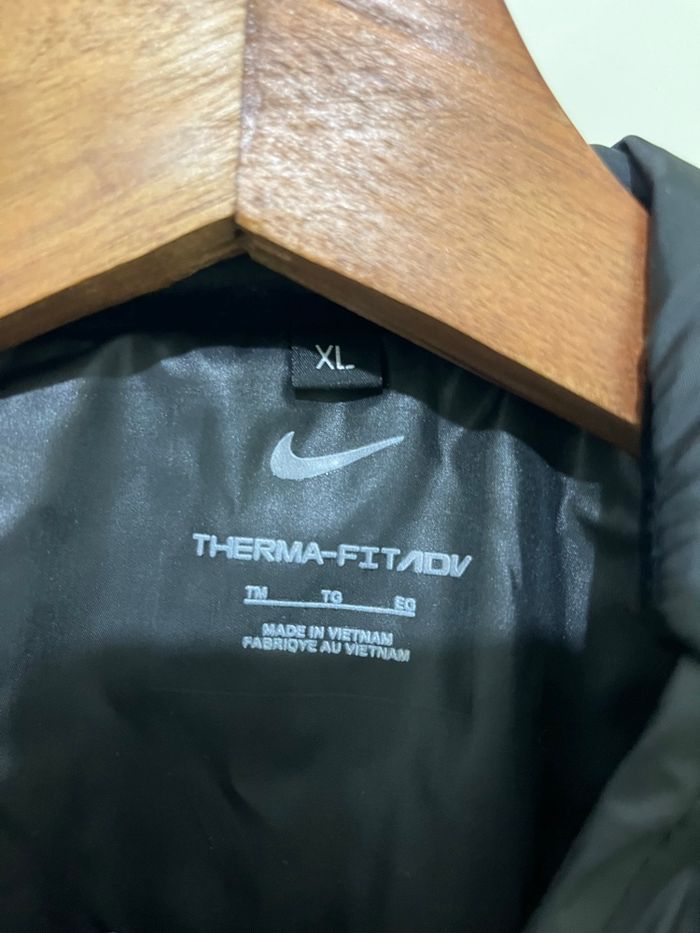 XL
THERMA-FIT ADV
TM TG EG
MADE IN VIETNAM
FABRIQYE AU VIETNAM